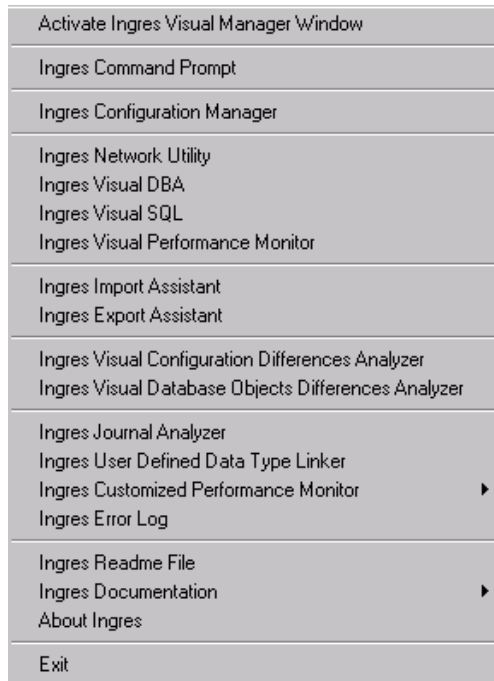 Activate Ingres Visual Manager Window
Ingres Command Prompt
Ingres Configuration Manager
Ingres Network Utility
Ingres Visual DBA
Ingres Visual SQL
Ingres Visual Performance Monitor
Ingres Import Assistant
Ingres Export Assistant
Ingres Visual Configuration Differences Analyzer
Ingres Visual Database Objects Differences Analyzer
Ingres Journal Analyzer
Ingres User Defined Data Type Linker
Ingres Customized Performance Monitor
Ingres Error Log
Ingres Readme File
Ingres Documentation
About Ingres
Exit